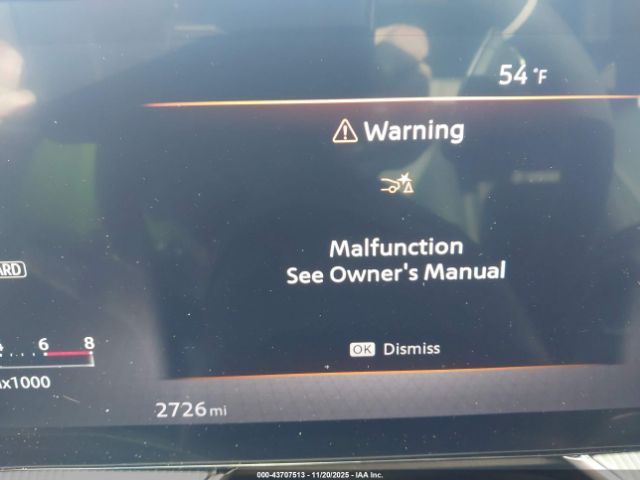 54 °F
Warning
Malfunction
See Owner's Manual
OK Dismiss
6 8
x1000
2726 mi
000-43707513 - 11/20/2025 - IAA Inc.